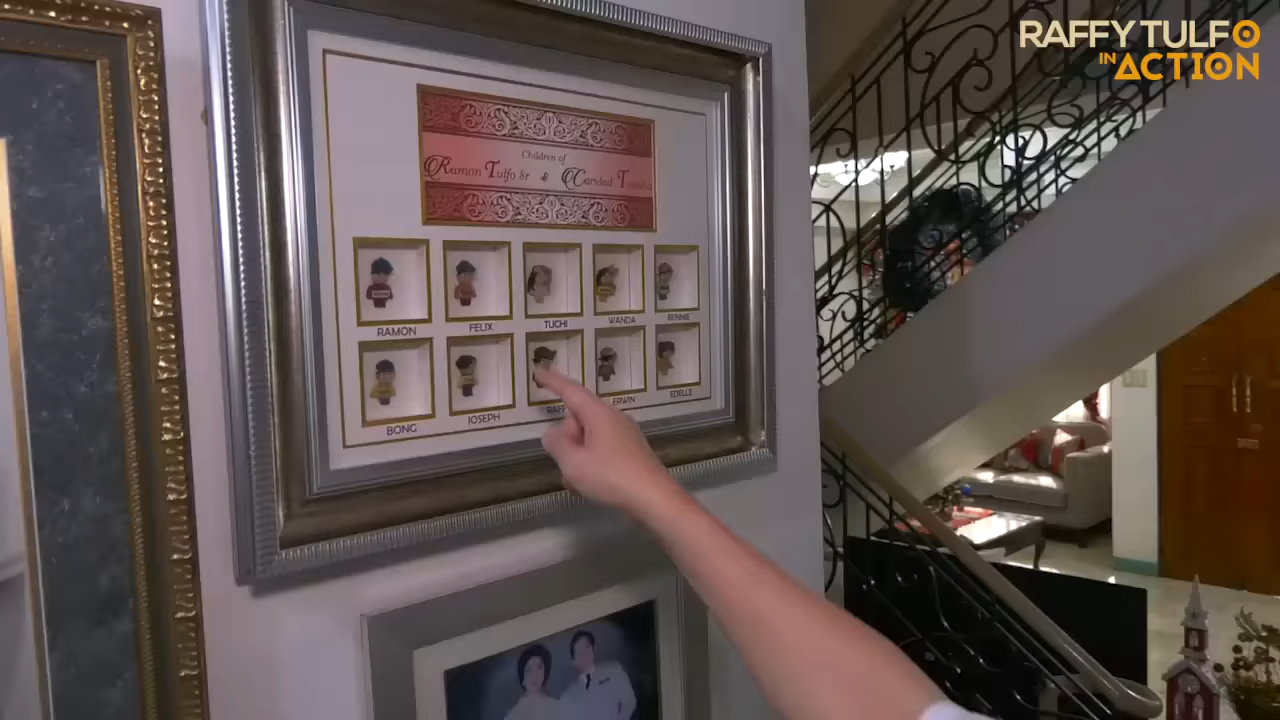 RAFFY TULFO
IN ACTION
Children of
Ramon Tulfo Sr & Caridad
RAMON
FELIX
TUCHI
WANDA
BENNIE
BONG
JOSEPH
RAFFY
ERWIN
EDELLE